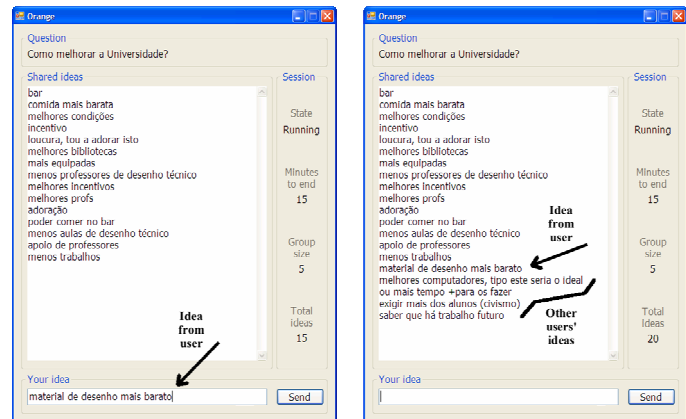 Orange
Question
Como melhorar a Universidade?
Shared ideas
bar
comida mais barata
melhores condições
incentivo
loucura, tou a adorar isto
melhores bibliotecas
mais equipadas
menos professores de desenho técnico
melhores incentivos
melhores profs
adoração
poder comer no bar
menos aulas de desenho técnico
apoio de professores
menos trabalhos
Session
State
Running
Minutes
to end
15
Group
size
5
Total
ideas
15
Idea
from
user
Your idea
material de desenho mais barato
Send
Orange
Question
Como melhorar a Universidade?
Shared ideas
bar
comida mais barata
melhores condições
incentivo
loucura, tou a adorar isto
melhores bibliotecas
mais equipadas
menos professores de desenho técnico
melhores incentivos
melhores profs
adoração
poder comer no bar
menos aulas de desenho técnico
apoio de professores
menos trabalhos
material de desenho mais barato
melhores computadores, tipo este seria o ideal
ou mais tempo +para os fazer
exigir mais dos alunos (civismo)
saber que há trabalho futuro
Idea
from
user
Other
users'
ideas
Session
State
Running
Minutes
to end
15
Group
size
5
Total
ideas
20
Your idea
Send